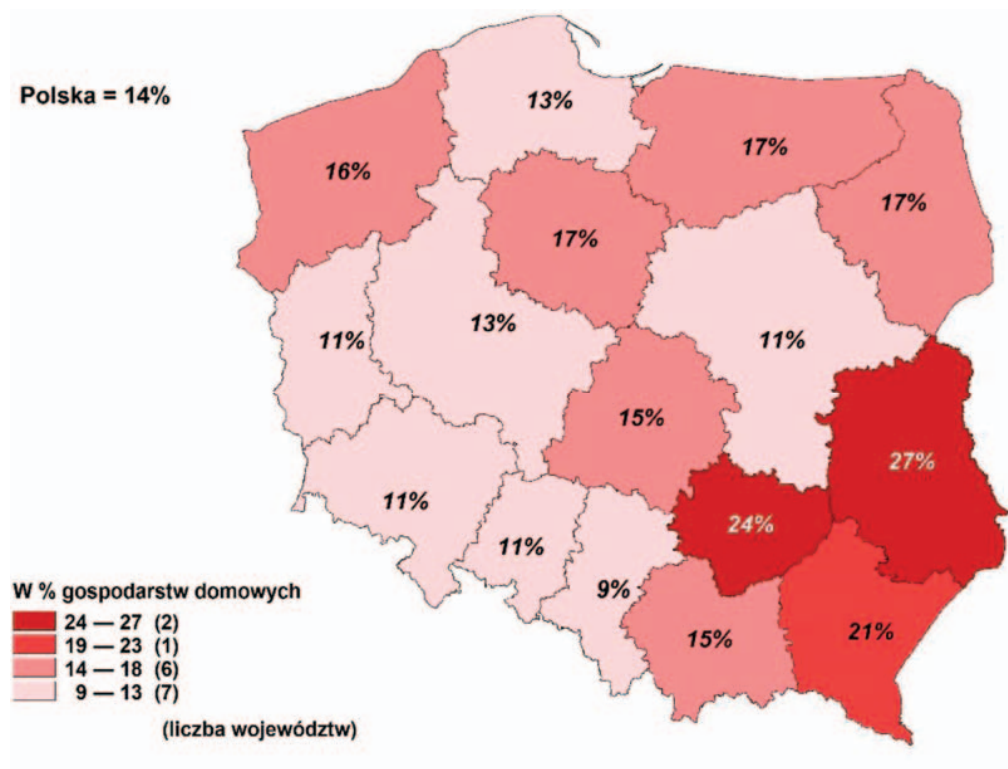 Polska = 14%
13%
16%
17%
17%
17%
11%
13%
11%
15%
27%
11%
24%
11%
9%
15%
21%
W % gospodarstw domowych
24 — 27 (2)
19 — 23 (1)
14 — 18 (6)
9 — 13 (7)
(liczba województw)